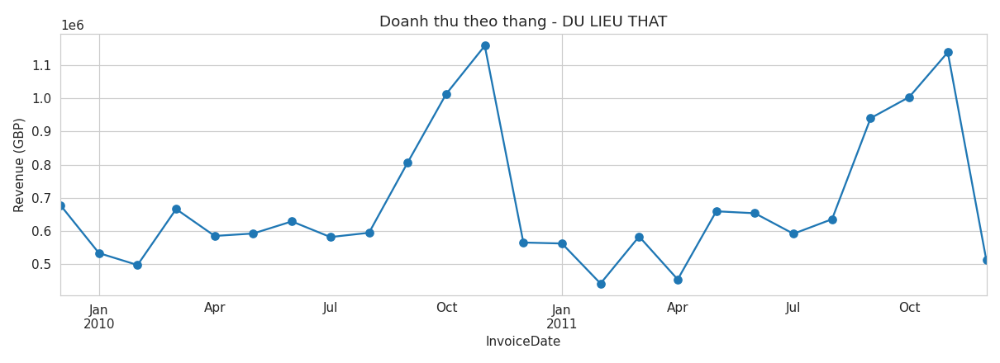 Doanh thu theo thang - DU LIEU THAT
1e6
1.1
1.0
0.9
0.8
0.7
0.6
0.5
Revenue (GBP)
Jan
2010
Apr
Jul
Oct
Jan
2011
Apr
Jul
Oct
InvoiceDate